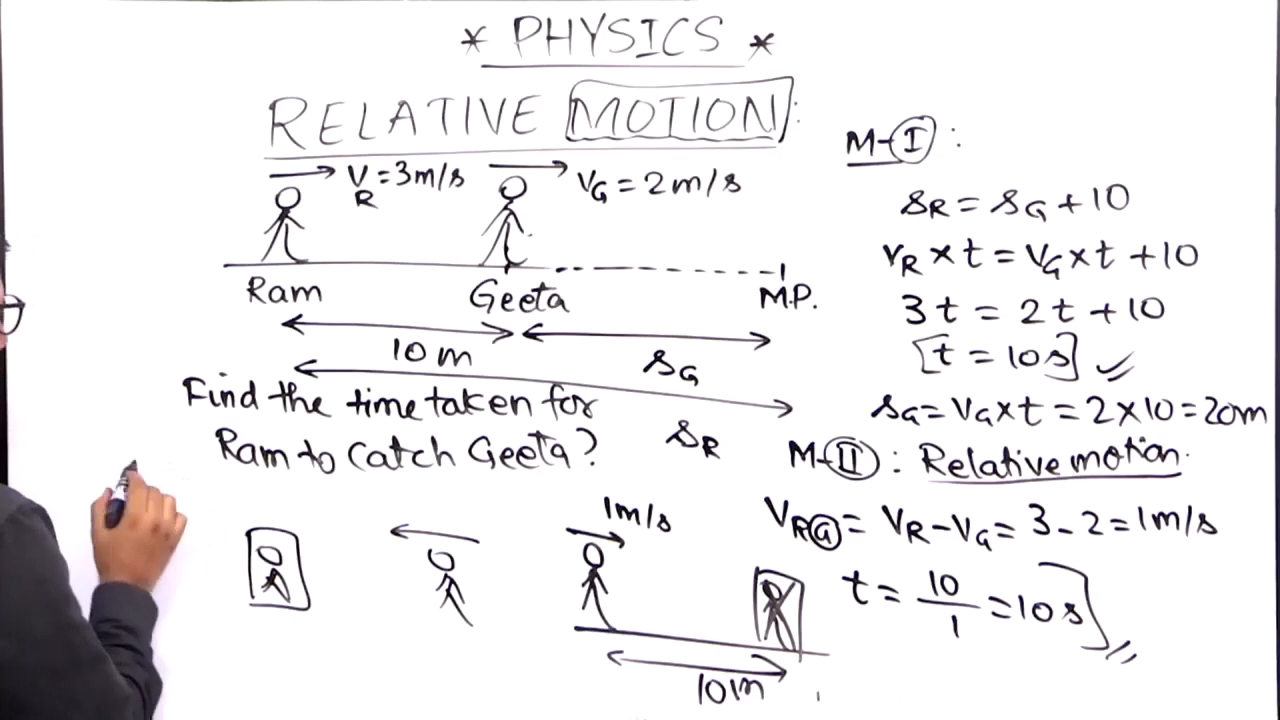 * PHYSICS *
RELATIVE MOTION:
V_R = 3m/s
V_G = 2m/s
Ram
Geeta
M.P.
10m
s_G
s_R
Find the time taken for
Ram to Catch Geeta?
1m/s
10m
M-I :
s_R = s_G + 10
v_R × t = v_G × t + 10
3t = 2t + 10
[t = 10s]
s_G = v_G × t = 2 × 10 = 20m
M-II : Relative motion.
V_RG = V_R - V_G = 3 - 2 = 1m/s
t = 10/1 = 10s]